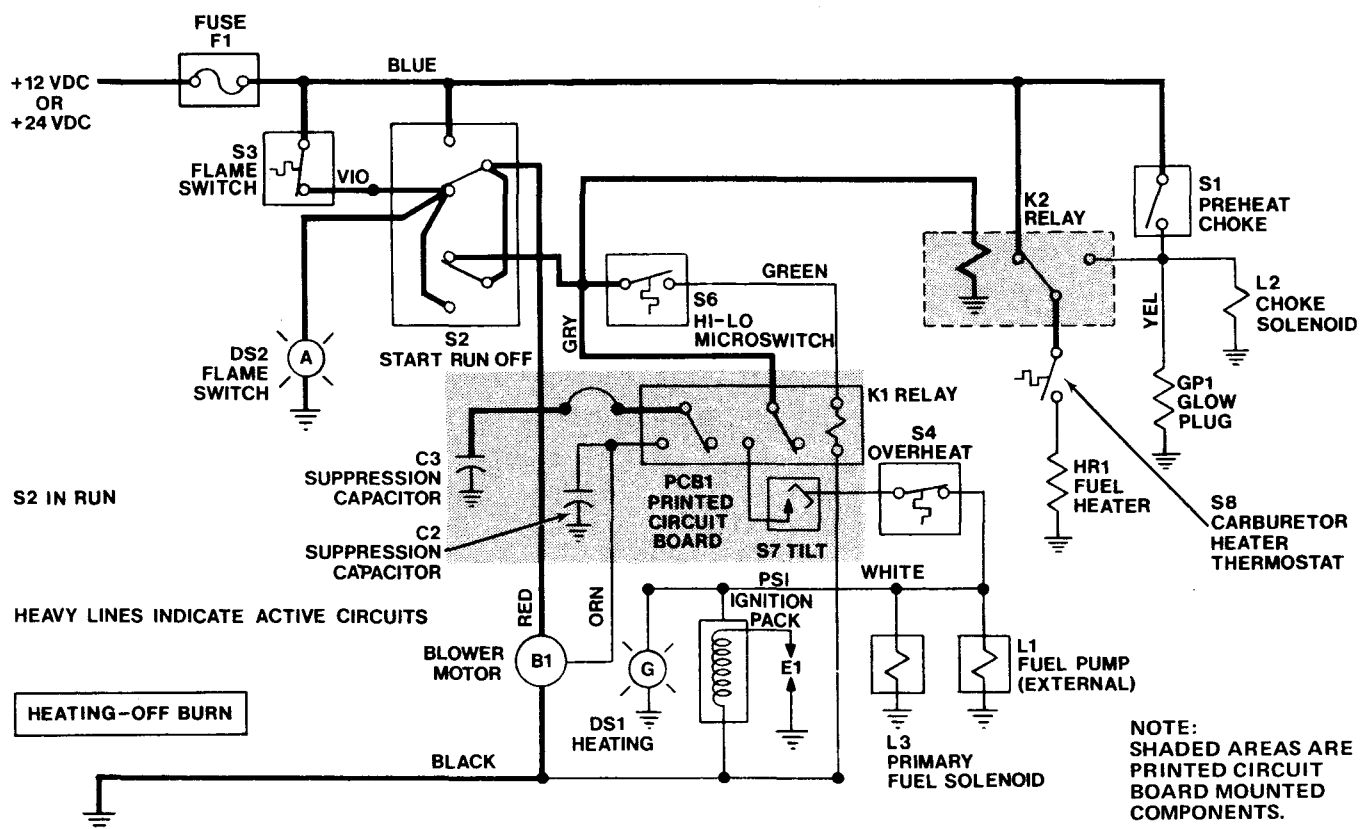 FUSE
F1
+12 VDC
OR
+24 VDC
BLUE
S3
FLAME
SWITCH
VIO
S1
PREHEAT
CHOKE
K2
RELAY
GREEN
S6
HI-LO
MICROSWITCH
L2
CHOKE
SOLENOID
YEL
GRY
S2
START RUN OFF
DS2
FLAME
SWITCH
A
K1 RELAY
GP1
GLOW
PLUG
S4
OVERHEAT
C3
SUPPRESSION
CAPACITOR
HR1
FUEL
HEATER
PCB1
PRINTED
CIRCUIT
BOARD
S2 IN RUN
S8
CARBURETOR
HEATER
THERMOSTAT
C2
SUPPRESSION
CAPACITOR
S7 TILT
PSI
IGNITION
PACK
WHITE
RED
ORN
HEAVY LINES INDICATE ACTIVE CIRCUITS
BLOWER
MOTOR
B1
G
E1
L1
FUEL PUMP
(EXTERNAL)
HEATING-OFF BURN
DS1
HEATING
L3
PRIMARY
FUEL SOLENOID
BLACK
NOTE:
SHADED AREAS ARE
PRINTED CIRCUIT
BOARD MOUNTED
COMPONENTS.